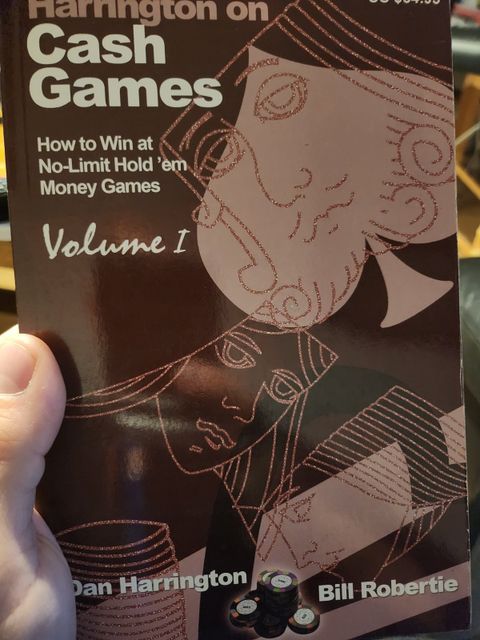 Harrington on
Cash
Games
How to Win at
No-Limit Hold 'em
Money Games
Volume I
Dan Harrington
Bill Robertie